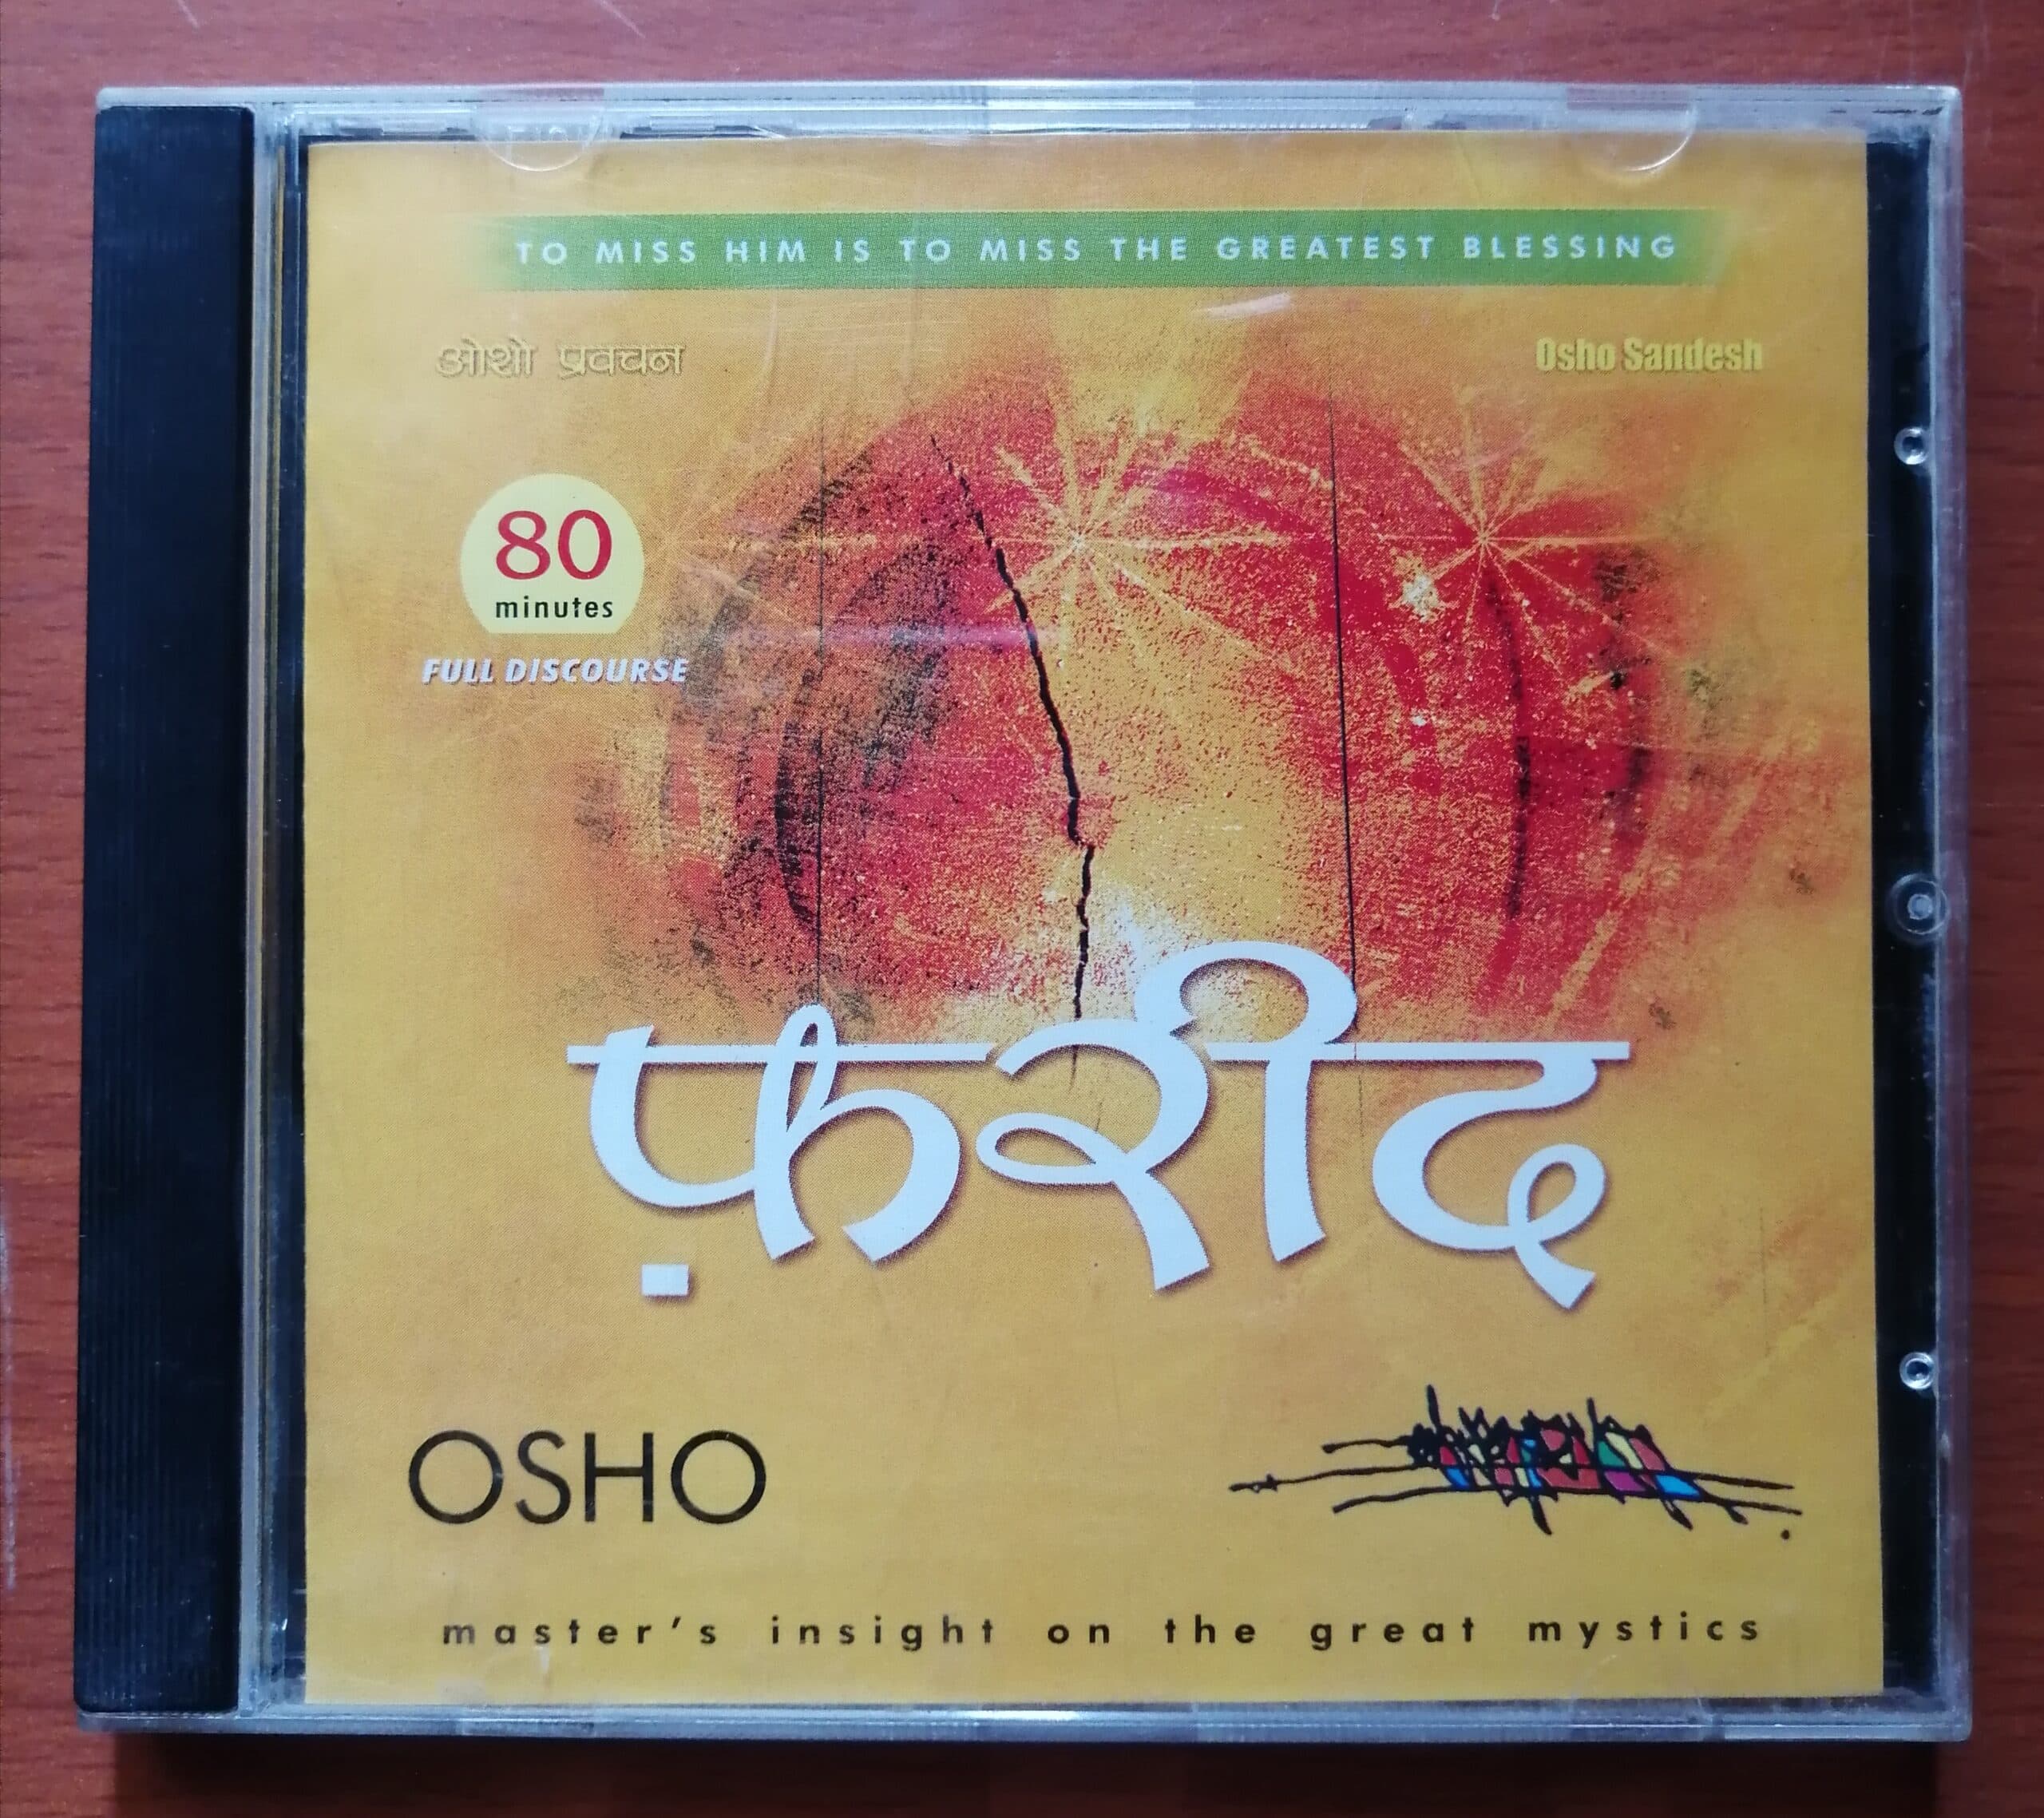 TO MISS HIM IS TO MISS THE GREATEST BLESSING
ओशो प्रवचन
Osho Sandesh
80
minutes
FULL DISCOURSE
फ़रीद
OSHO
master's insight on the great mystics